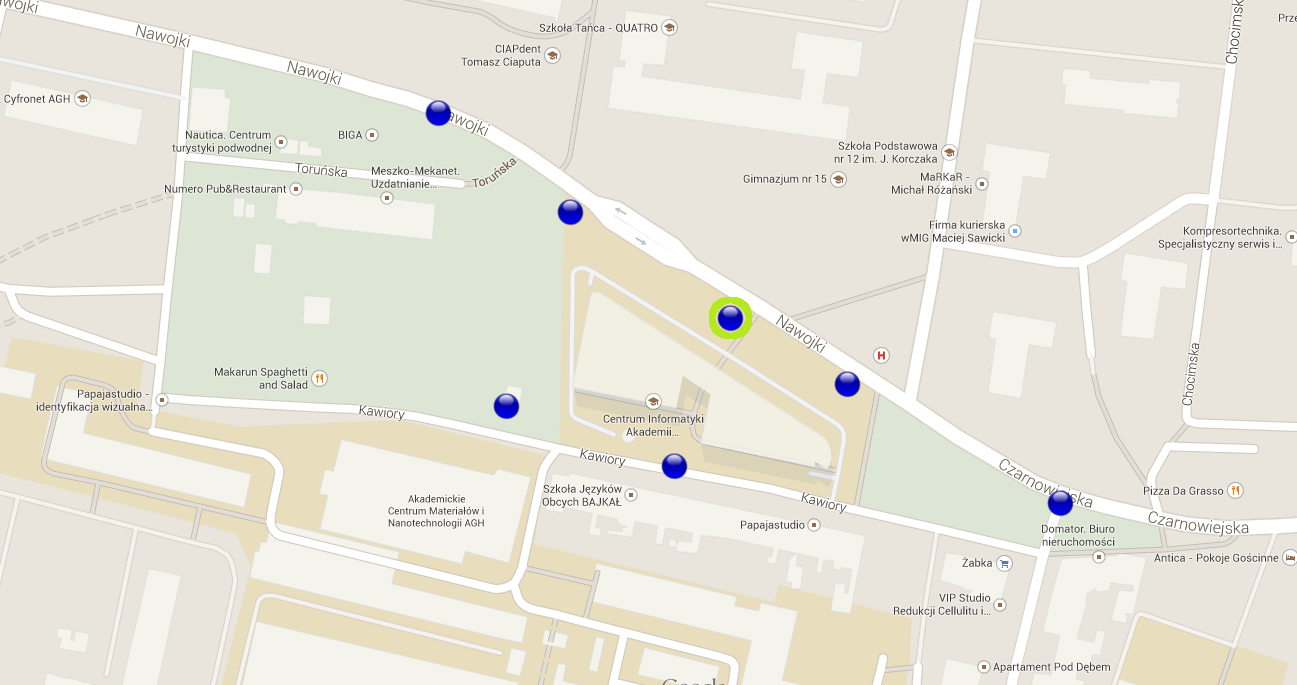 Nawojki
Szkoła Tańca - QUATRO
Chocimsk
Nawojki
CIAPdent
Tomasz Ciaputa
Nawojki
Cyfronet AGH
Nautica. Centrum
turystyki podwodnej
BIGA
Szkoła Podstawowa
nr 12 im. J. Korczaka
Toruńska
Meszko-Mekanet.
Uzdatnianie...
Toruńska
Gimnazjum nr 15
MaRKaR -
Michał Różański
Numero Pub&Restaurant
Firma kurierska
wMIG Maciej Sawicki
Kompresortechnika.
Specjalistyczny serwis i...
Nawojki
H
Makarun Spaghetti
and Salad
Chocimska
Papajastudio -
identyfikacja wizualna...
Kawiory
Centrum Informatyki
Akademii...
Kawiory
Czarnowiejska
Akademickie
Centrum Materiałów i
Nanotechnologii AGH
Szkoła Języków
Obcych BAJKAŁ
Kawiory
Pizza Da Grasso
Papajastudio
Czarnowiejska
Domator. Biuro
nieruchomości
Żabka
Antica - Pokoje Gościnne
VIP Studio
Redukcji Cellulitu i...
Apartament Pod Dębem
Google